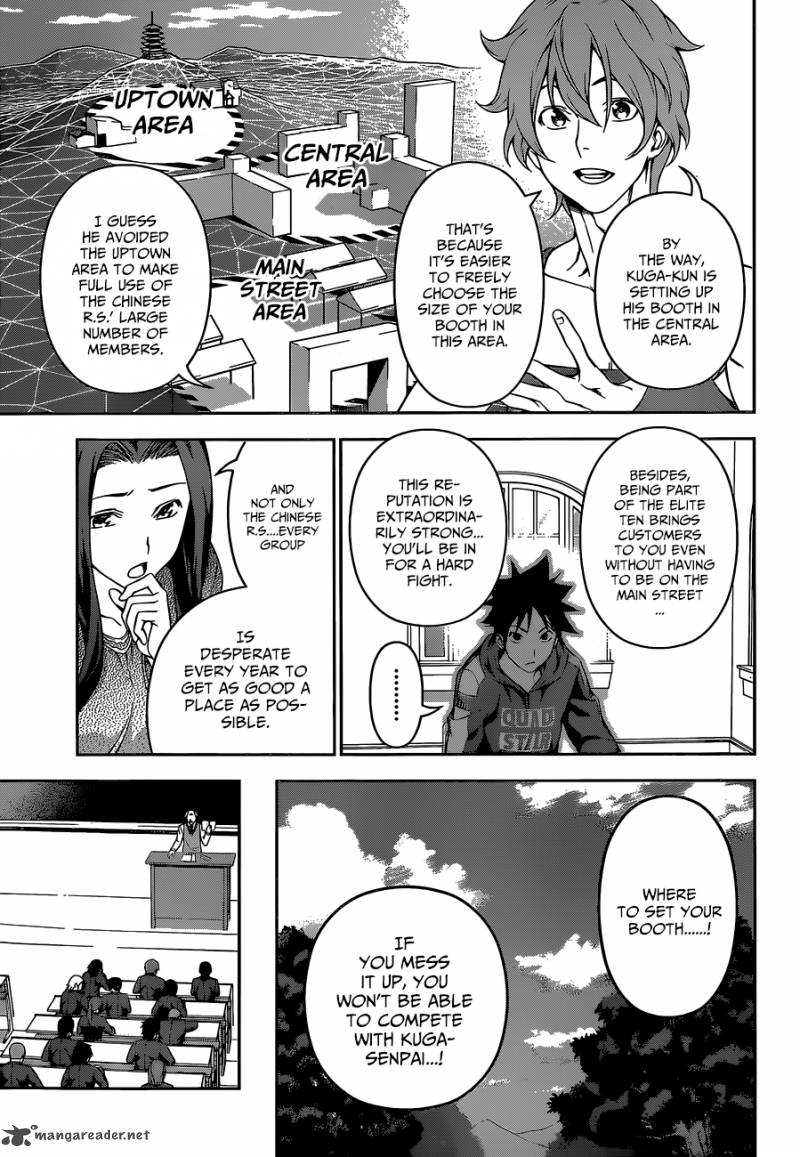 BY
THE WAY,
KUGA-KUN IS
SETTING UP
HIS BOOTH
IN THE
CENTRAL
AREA.
THAT'S
BECAUSE
IT'S EASIER
TO FREELY
CHOOSE THE
SIZE OF YOUR
BOOTH IN
THIS AREA.
UPTOWN
AREA
CENTRAL
AREA
MAIN
STREET
AREA
I GUESS
HE AVOIDED
THE UPTOWN
AREA TO MAKE
FULL USE OF
THE CHINESE
R.S.' LARGE
NUMBER OF
MEMBERS.
BESIDES,
BEING PART
OF THE ELITE
TEN BRINGS
CUSTOMERS
TO YOU EVEN
WITHOUT HAVING
TO BE ON THE
MAIN STREET
...
THIS RE-
PUTATION IS
EXTRAORDINA-
RILY STRONG...
YOU'LL BE IN
FOR A HARD
FIGHT.
.........
QUAD
STAR
AND
NOT ONLY
THE CHINESE
R.S....EVERY
GROUP
IS
DESPERATE
EVERY YEAR TO
GET AS GOOD A
PLACE AS POS-
SIBLE.
WHERE
TO SET YOUR
BOOTH......!
IF
YOU MESS
IT UP, YOU
WON'T BE ABLE
TO COMPETE
WITH KUGA-
SENPAI...!
mangareader.net